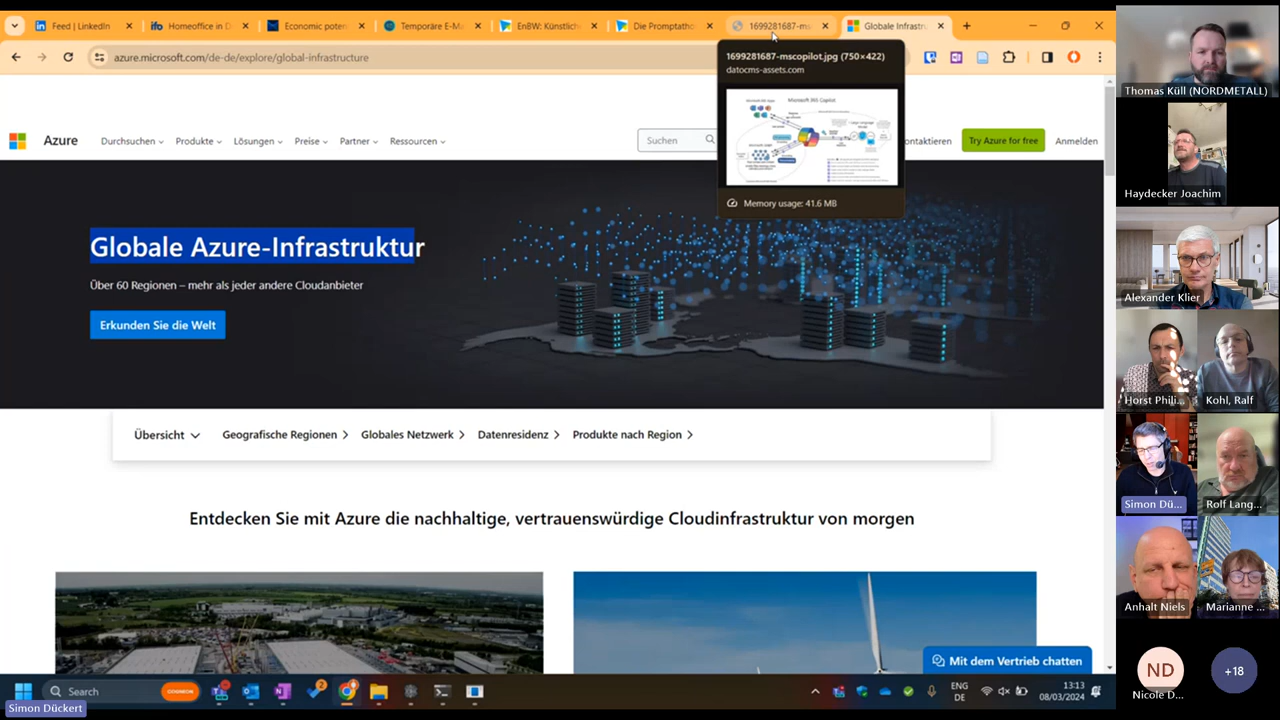 Feed | LinkedIn
Homeoffice in D
Economic poten
Temporäre E-Ma
EnBW: Künstlich
Die Promptatho
1699281687-ms
Globale Infrastru
azure.microsoft.com/de-de/explore/global-infrastructure
1699281687-mscopilot.jpg (750×422)
datocms-assets.com
Microsoft 365 Copilot
Memory usage: 41.6 MB
Azure
Durchsuchen
Produkte
Lösungen
Preise
Partner
Ressourcen
Suchen
ontaktieren
Try Azure for free
Anmelden
Globale Azure-Infrastruktur
Über 60 Regionen – mehr als jeder andere Cloudanbieter
Erkunden Sie die Welt
Übersicht
Geografische Regionen
Globales Netzwerk
Datenresidenz
Produkte nach Region
Entdecken Sie mit Azure die nachhaltige, vertrauenswürdige Cloudinfrastruktur von morgen
Mit dem Vertrieb chatten
Search
ENG
DE
13:13
08/03/2024
Simon Dückert
Thomas Küll (NORDMETALL)
Haydecker Joachim
Alexander Klier
Horst Phili...
Kohl, Ralf
Simon Dü...
Rolf Lang...
Anhalt Niels
Marianne ...
ND
Nicole D...
+18